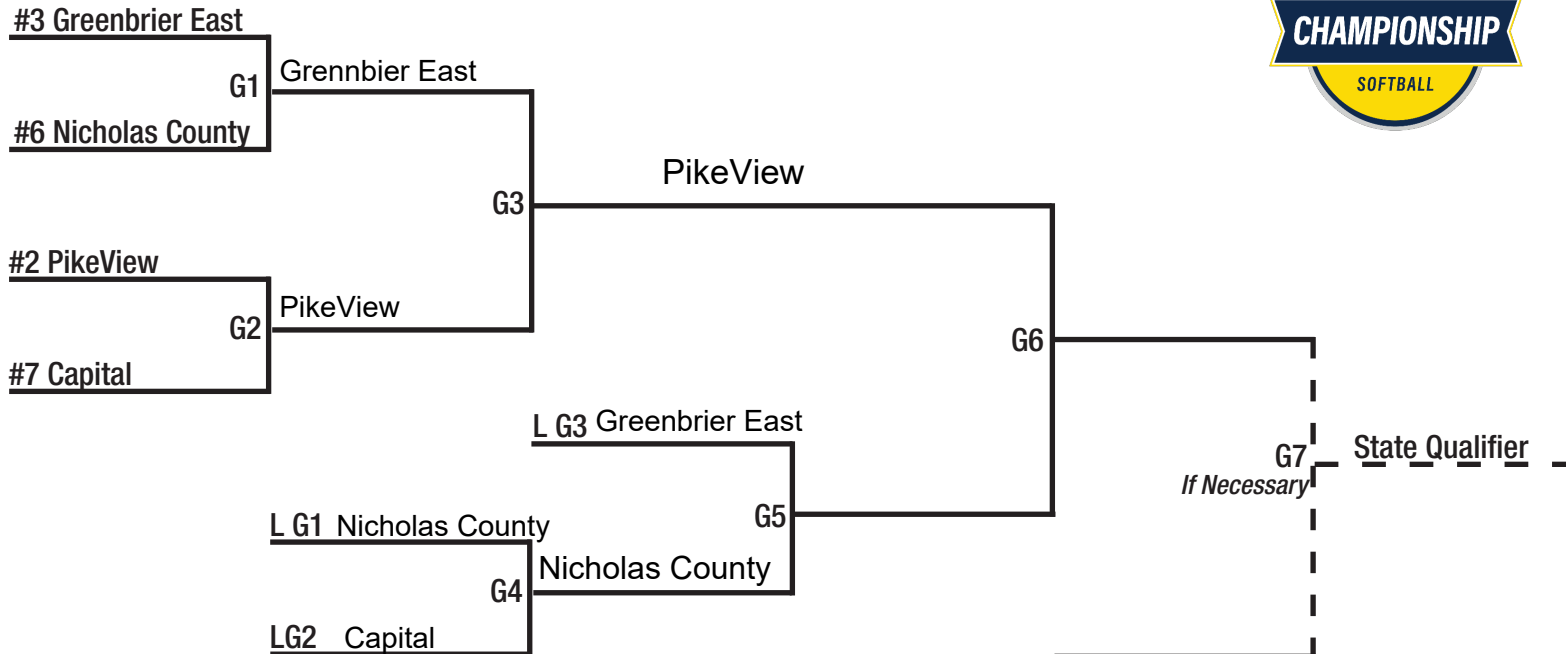 #3 Greenbrier East
CHAMPIONSHIP
SOFTBALL
G1
Grennbier East
#6 Nicholas County
PikeView
G3
#2 PikeView
PikeView
G2
G6
#7 Capital
L G3 Greenbrier East
G7
State Qualifier
If Necessary
L G1 Nicholas County
G5
Nicholas County
G4
LG2 Capital